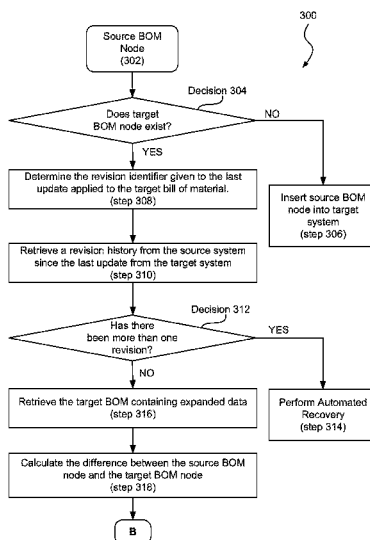 300
Source BOM
Node
(302)
Decision 304
Does target
BOM node exist?
NO
YES
Determine the revision identifier given to the last
update applied to the target bill of material.
(step 308)
Insert source BOM
node into target
system
(step 306)
Retrieve a revision history from the source system
since the last update from the target system
(step 310)
Decision 312
Has there
been more than one
revision?
YES
NO
Retrieve the target BOM containing expanded data
(step 316)
Perform Automated
Recovery
(step 314)
Calculate the difference between the source BOM
node and the target BOM node
(step 318)
B